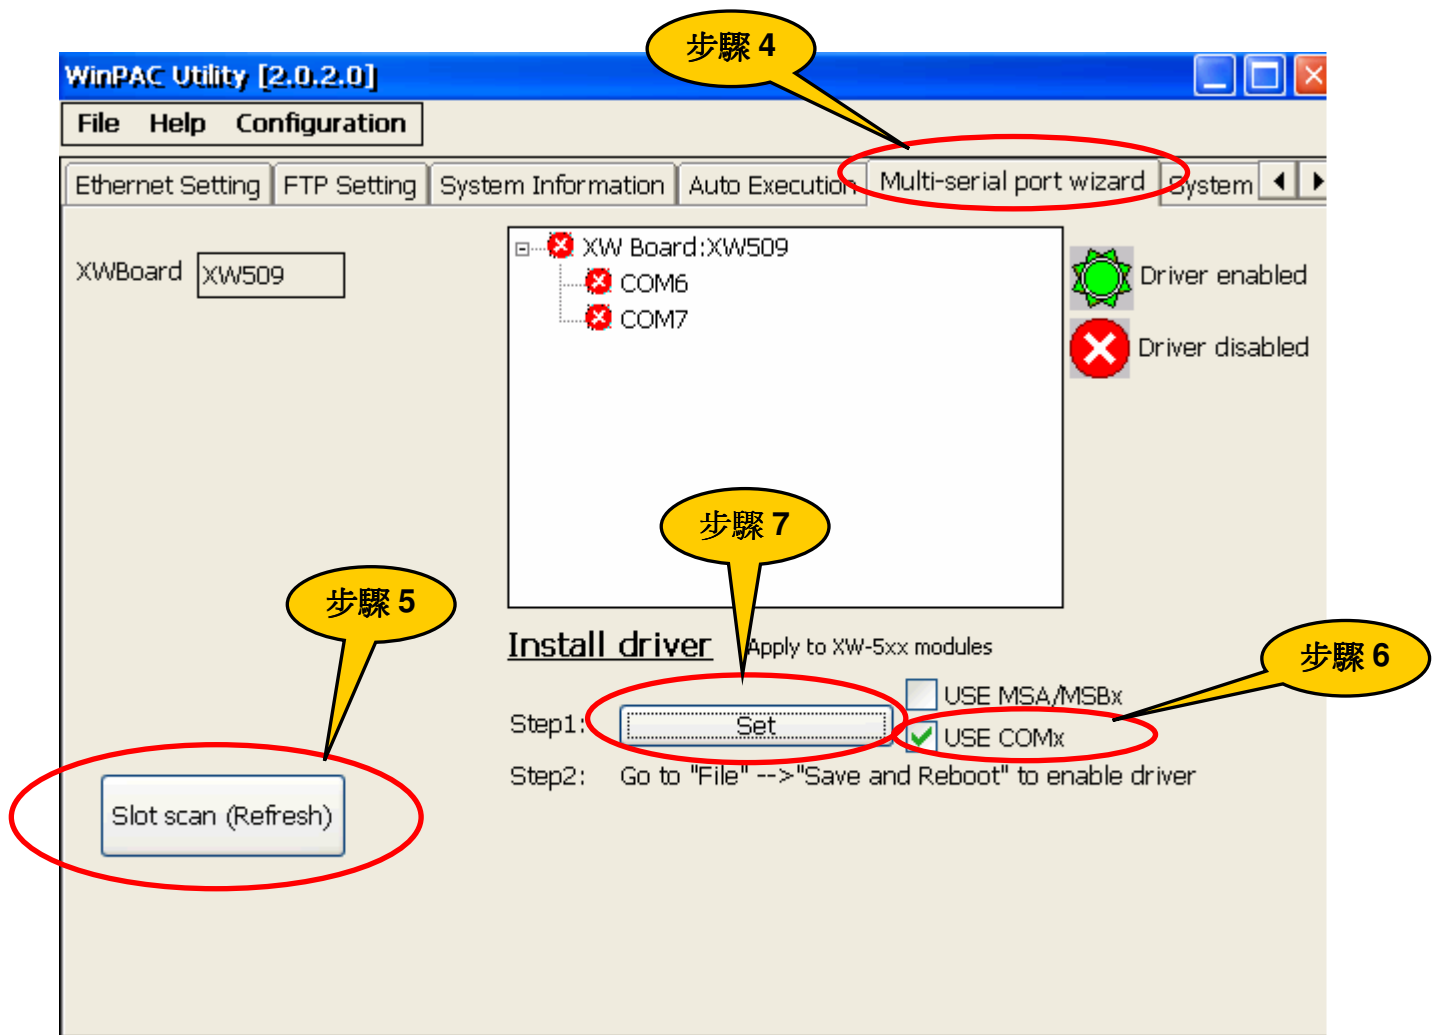 步驟 4
WinPAC Utility [2.0.2.0]
File Help Configuration
Ethernet Setting FTP Setting System Information Auto Execution Multi-serial port wizard System
XWBoard XW509
XW Board:XW509
COM6
COM7
Driver enabled
Driver disabled
步驟 7
步驟 5
Install driver Apply to XW-5xx modules
步驟 6
USE MSA/MSBx
Step1: Set
USE COMx
Step2: Go to "File" -->"Save and Reboot" to enable driver
Slot scan (Refresh)